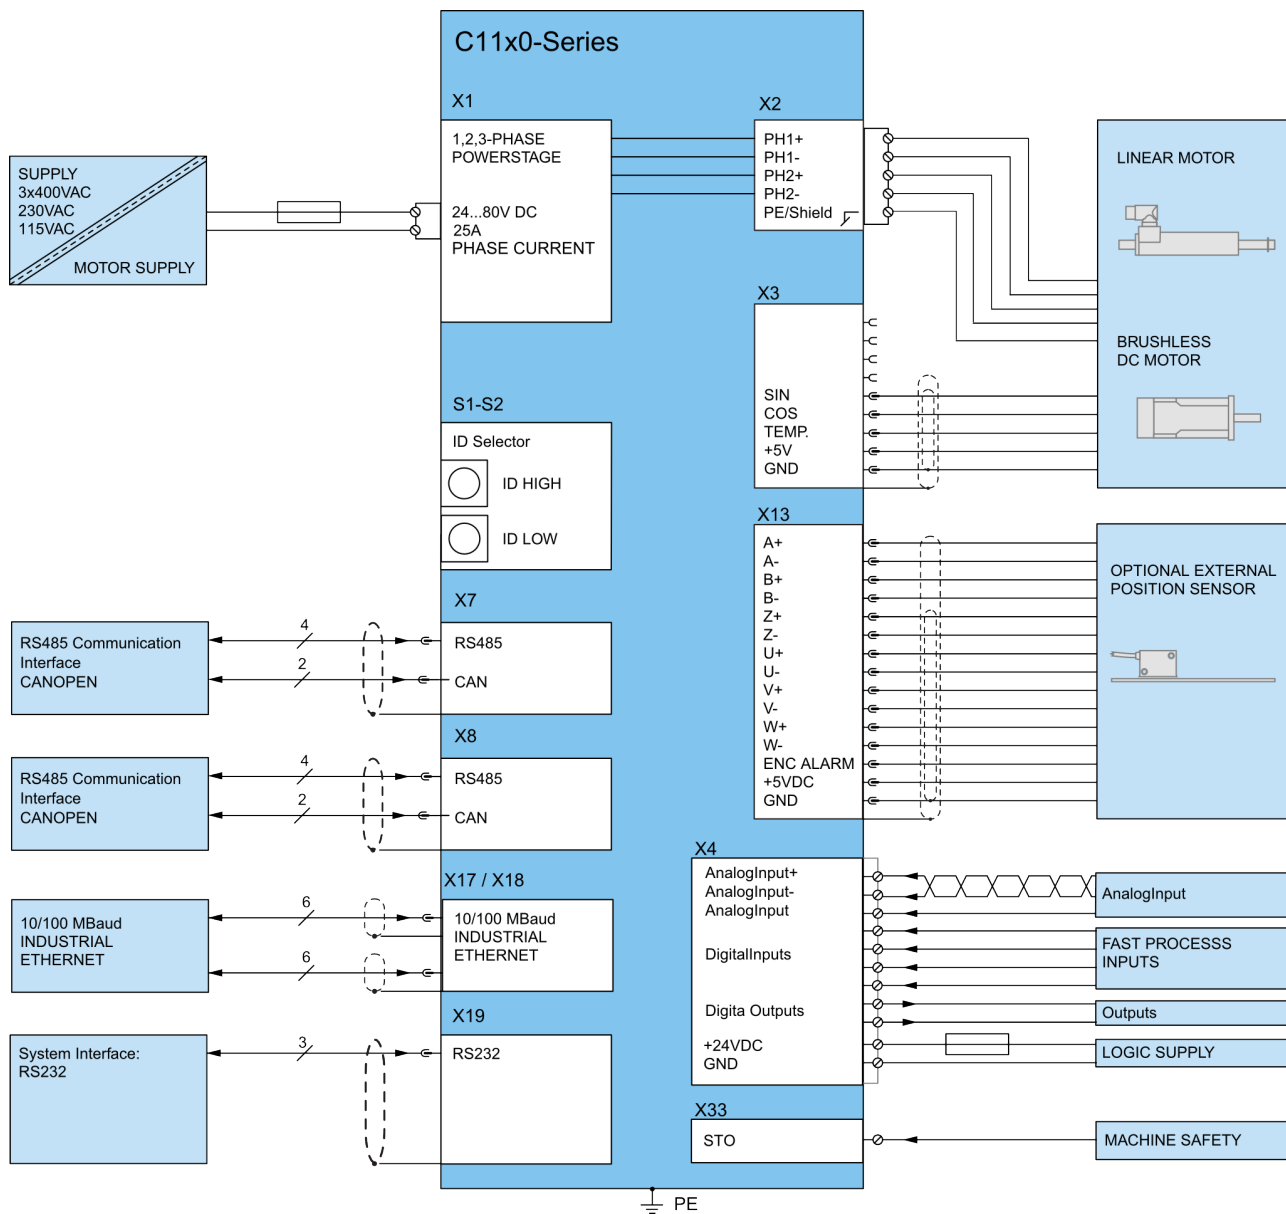 C11x0-Series
X1
1,2,3-PHASE
POWERSTAGE
24...80V DC
25A
PHASE CURRENT
SUPPLY
3x400VAC
230VAC
115VAC
MOTOR SUPPLY
X2
PH1+
PH1-
PH2+
PH2-
PE/Shield
LINEAR MOTOR
BRUSHLESS
DC MOTOR
X3
SIN
COS
TEMP.
+5V
GND
S1-S2
ID Selector
ID HIGH
ID LOW
X13
A+
A-
B+
B-
Z+
Z-
U+
U-
V+
V-
W+
W-
ENC ALARM
+5VDC
GND
OPTIONAL EXTERNAL
POSITION SENSOR
X7
RS485
CAN
4
2
RS485 Communication
Interface
CANOPEN
X8
RS485
CAN
4
2
RS485 Communication
Interface
CANOPEN
X17 / X18
10/100 MBaud
INDUSTRIAL
ETHERNET
6
6
10/100 MBaud
INDUSTRIAL
ETHERNET
X19
RS232
3
System Interface:
RS232
X4
AnalogInput+
AnalogInput-
AnalogInput
DigitalInputs
Digita Outputs
+24VDC
GND
AnalogInput
FAST PROCESSS
INPUTS
Outputs
LOGIC SUPPLY
X33
STO
MACHINE SAFETY
PE